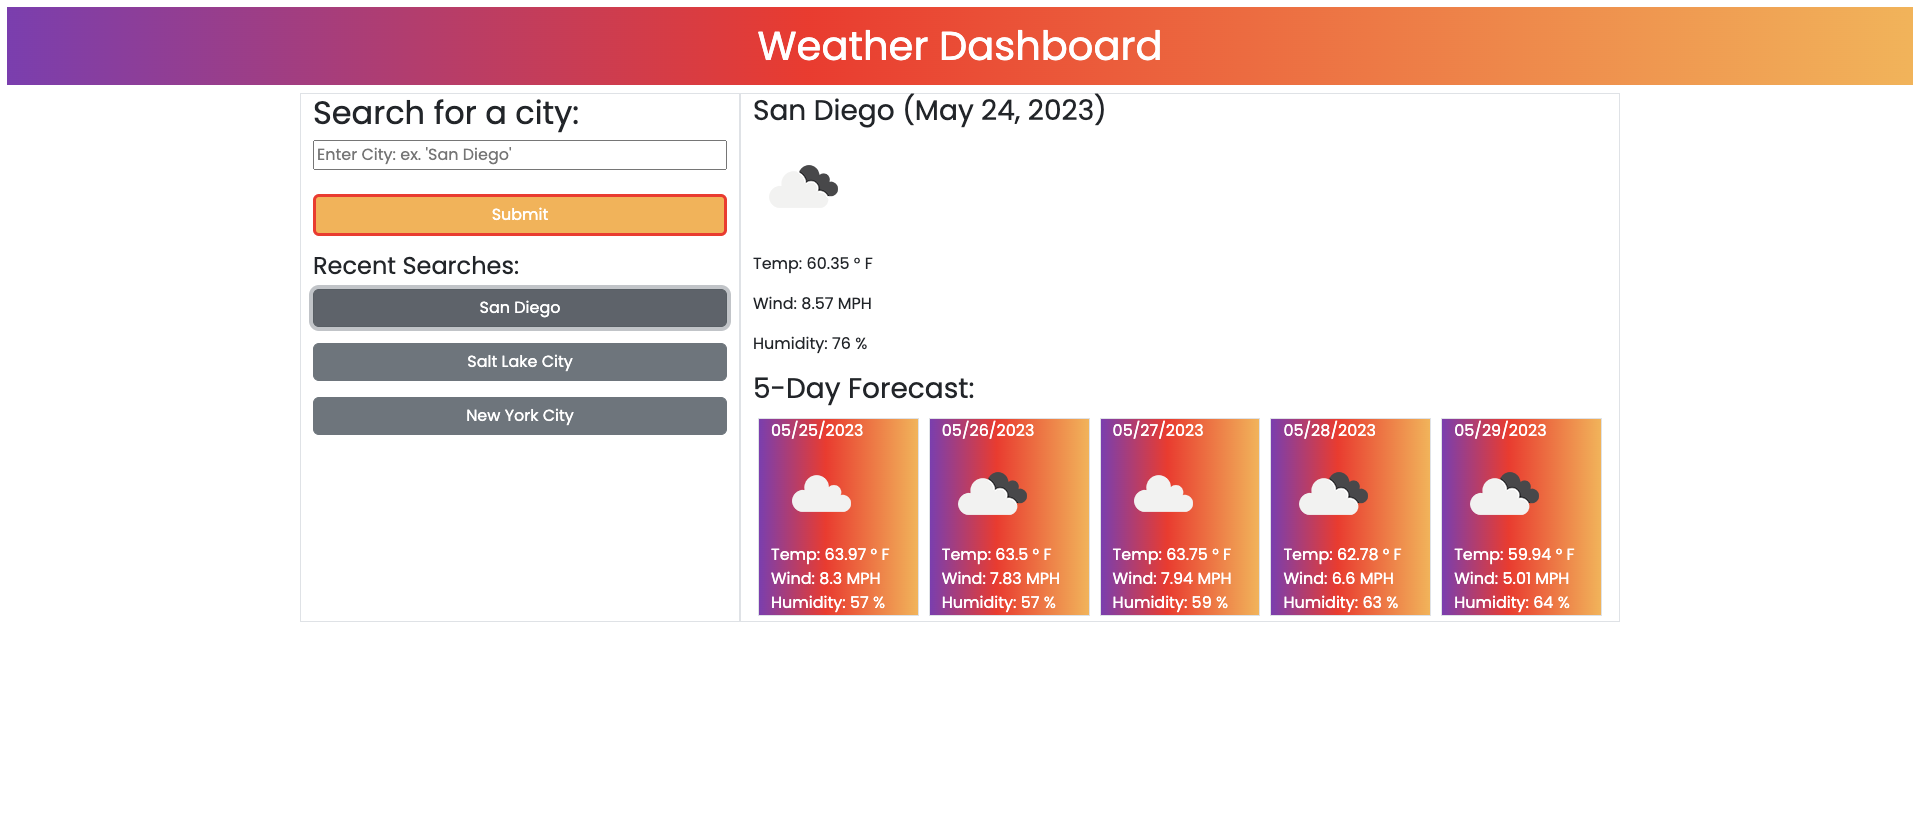 Weather Dashboard
Search for a city:
Enter City: ex. 'San Diego'
Submit
Recent Searches:
San Diego
Salt Lake City
New York City
San Diego (May 24, 2023)
Temp: 60.35 ° F
Wind: 8.57 MPH
Humidity: 76 %
5-Day Forecast:
05/25/2023
Temp: 63.97 ° F
Wind: 8.3 MPH
Humidity: 57 %
05/26/2023
Temp: 63.5 ° F
Wind: 7.83 MPH
Humidity: 57 %
05/27/2023
Temp: 63.75 ° F
Wind: 7.94 MPH
Humidity: 59 %
05/28/2023
Temp: 62.78 ° F
Wind: 6.6 MPH
Humidity: 63 %
05/29/2023
Temp: 59.94 ° F
Wind: 5.01 MPH
Humidity: 64 %